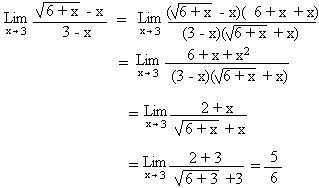 Lim x→3 (√(6+x) - x)/(3 - x) = Lim x→3 ((√(6+x) - x)( 6 + x + x))/((3 - x)(√(6+x) + x))
= Lim x→3 (6 + x + x²)/((3 - x)(√(6+x) + x))
= Lim x→3 (2 + x)/(√(6+x) + x)
= Lim x→3 (2 + 3)/(√(6+3) +3) = 5/6